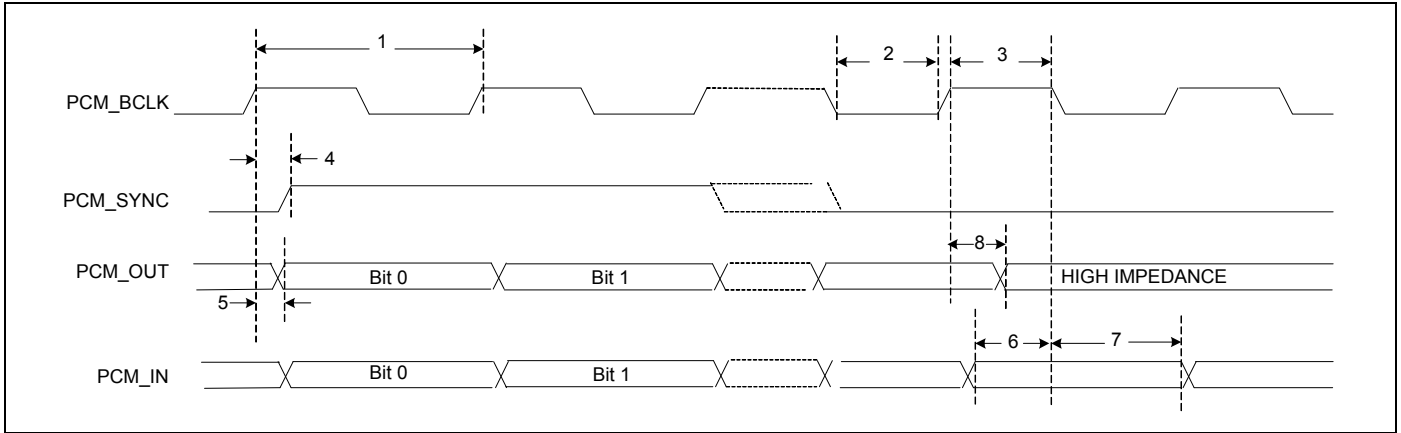 1
2
3
PCM_BCLK
4
PCM_SYNC
8
PCM_OUT
Bit 0
Bit 1
HIGH IMPEDANCE
5
6
7
PCM_IN
Bit 0
Bit 1